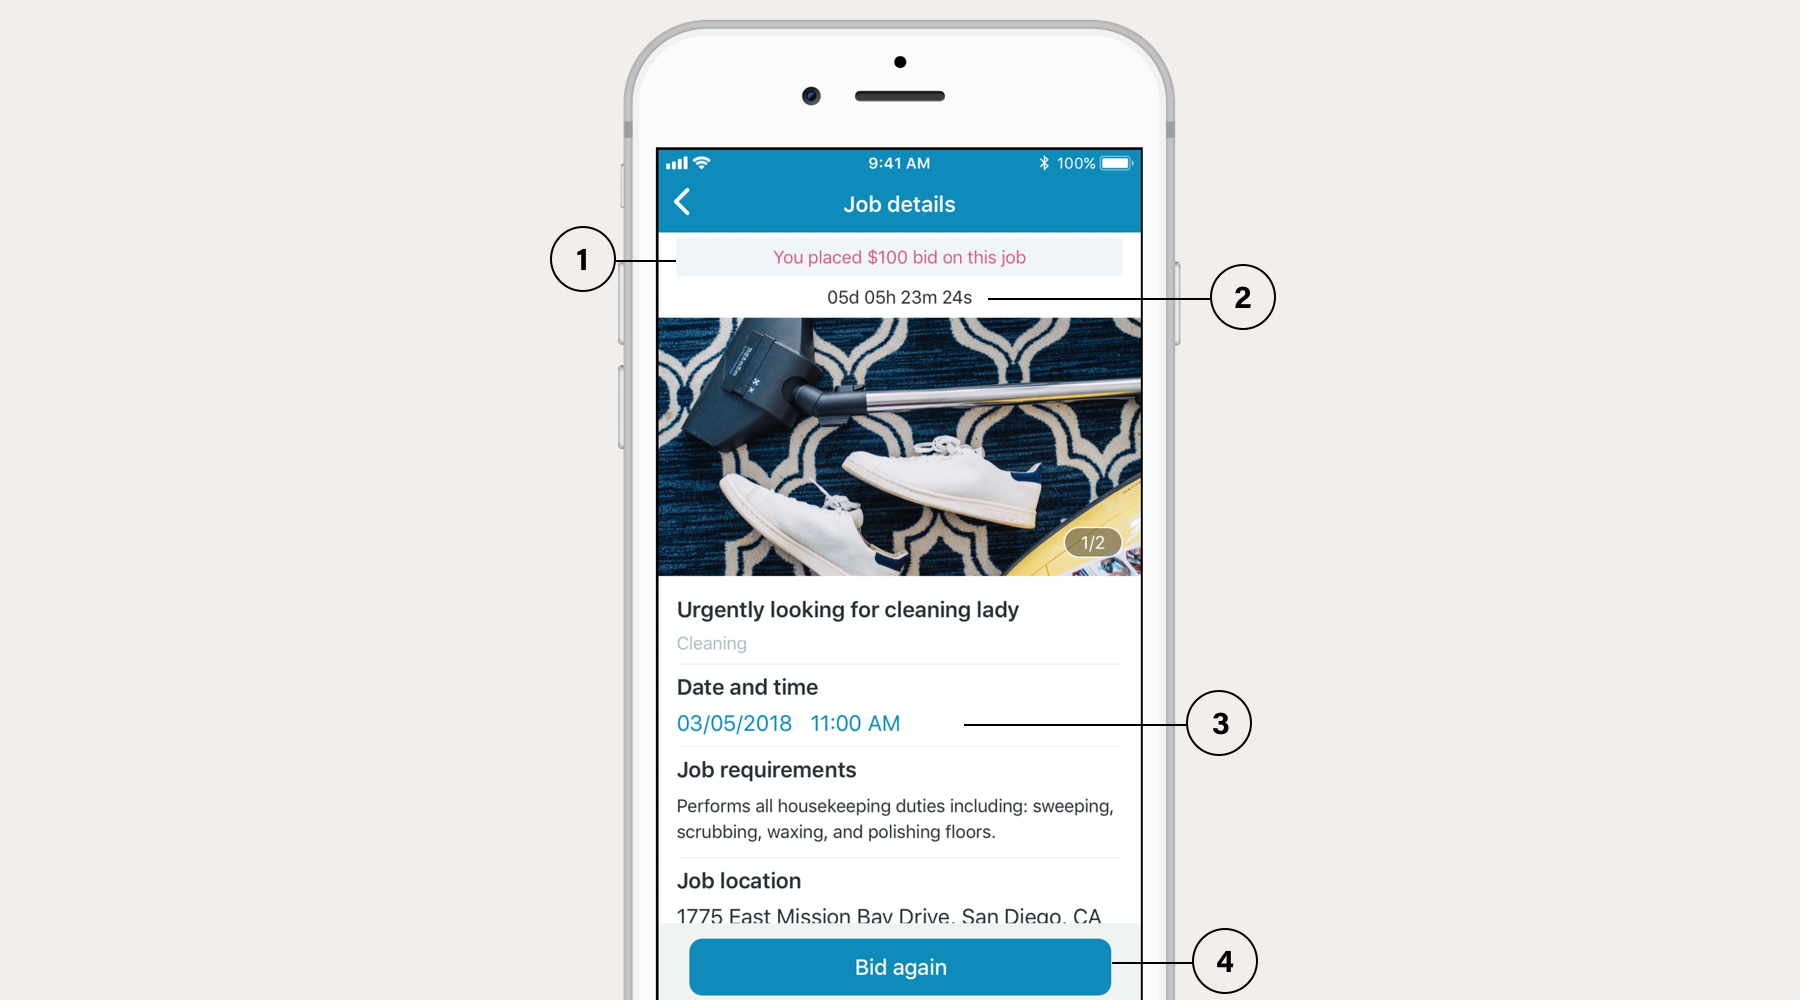 9:41 AM
100%
Job details
1
You placed $100 bid on this job
05d 05h 23m 24s
2
1/2
Urgently looking for cleaning lady
Cleaning
Date and time
03/05/2018 11:00 AM
3
Job requirements
Performs all housekeeping duties including: sweeping,
scrubbing, waxing, and polishing floors.
Job location
1775 East Mission Bay Drive, San Diego, CA
Bid again
4